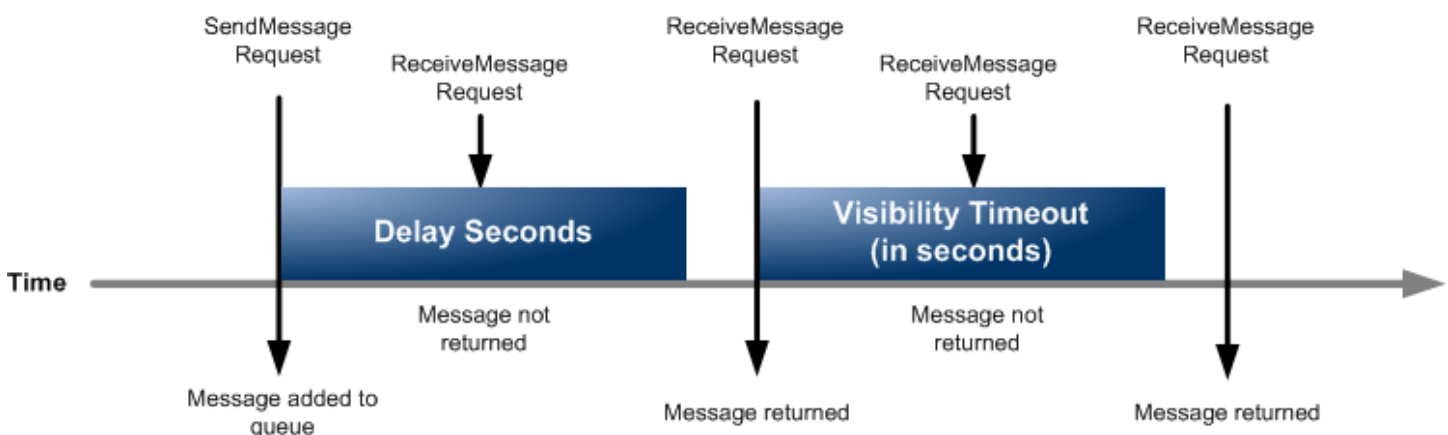 SendMessage
Request
ReceiveMessage
Request
ReceiveMessage
Request
ReceiveMessage
Request
ReceiveMessage
Request
Delay Seconds
Visibility Timeout
(in seconds)
Time
Message not
returned
Message not
returned
Message added to
queue
Message returned
Message returned